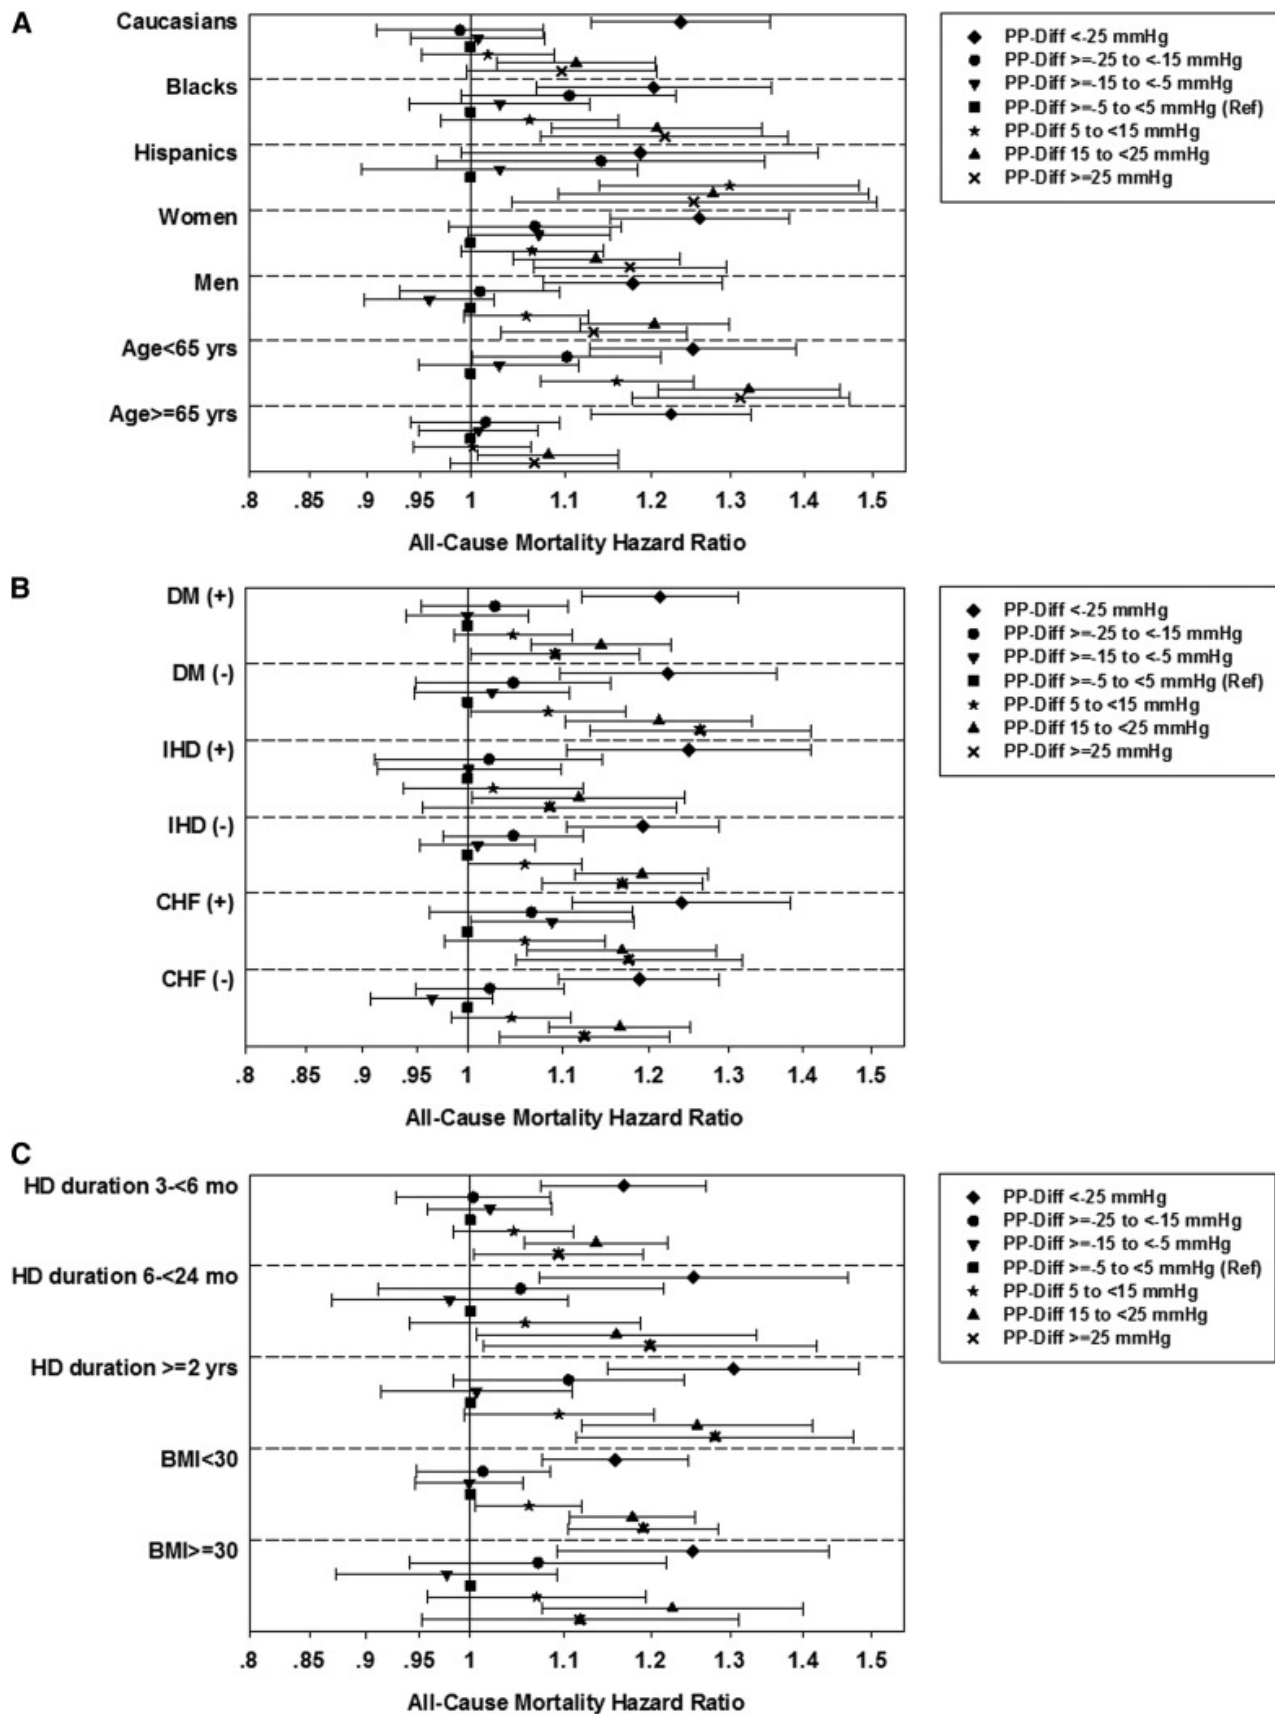 A
Caucasians
Blacks
Hispanics
Women
Men
Age<65 yrs
Age>=65 yrs
.8 .85 .9 .95 1 1.1 1.2 1.3 1.4 1.5
All-Cause Mortality Hazard Ratio
PP-Diff <-25 mmHg
PP-Diff >=-25 to <-15 mmHg
PP-Diff >=-15 to <-5 mmHg
PP-Diff >=-5 to <5 mmHg (Ref)
PP-Diff 5 to <15 mmHg
PP-Diff 15 to <25 mmHg
PP-Diff >=25 mmHg
B
DM (+)
DM (-)
IHD (+)
IHD (-)
CHF (+)
CHF (-)
.8 .85 .9 .95 1 1.1 1.2 1.3 1.4 1.5
All-Cause Mortality Hazard Ratio
PP-Diff <-25 mmHg
PP-Diff >=-25 to <-15 mmHg
PP-Diff >=-15 to <-5 mmHg
PP-Diff >=-5 to <5 mmHg (Ref)
PP-Diff 5 to <15 mmHg
PP-Diff 15 to <25 mmHg
PP-Diff >=25 mmHg
C
HD duration 3-<6 mo
HD duration 6-<24 mo
HD duration >=2 yrs
BMI<30
BMI>=30
.8 .85 .9 .95 1 1.1 1.2 1.3 1.4 1.5
All-Cause Mortality Hazard Ratio
PP-Diff <-25 mmHg
PP-Diff >=-25 to <-15 mmHg
PP-Diff >=-15 to <-5 mmHg
PP-Diff >=-5 to <5 mmHg (Ref)
PP-Diff 5 to <15 mmHg
PP-Diff 15 to <25 mmHg
PP-Diff >=25 mmHg